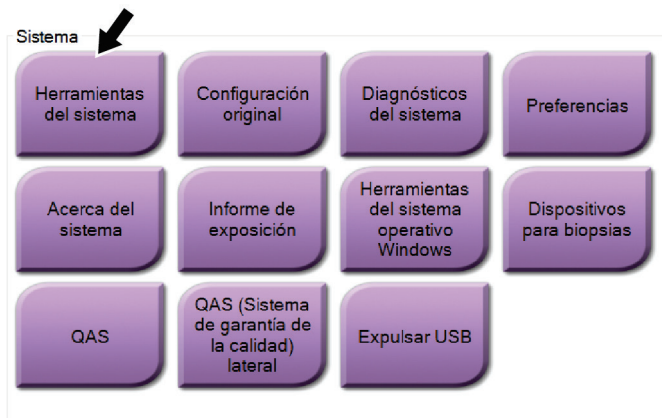 Sistema
Herramientas
del sistema
Configuración
original
Diagnósticos
del sistema
Preferencias
Acerca del
sistema
Informe de
exposición
Herramientas
del sistema
operativo
Windows
Dispositivos
para biopsias
QAS
QAS (Sistema
de garantía de
la calidad)
lateral
Expulsar USB